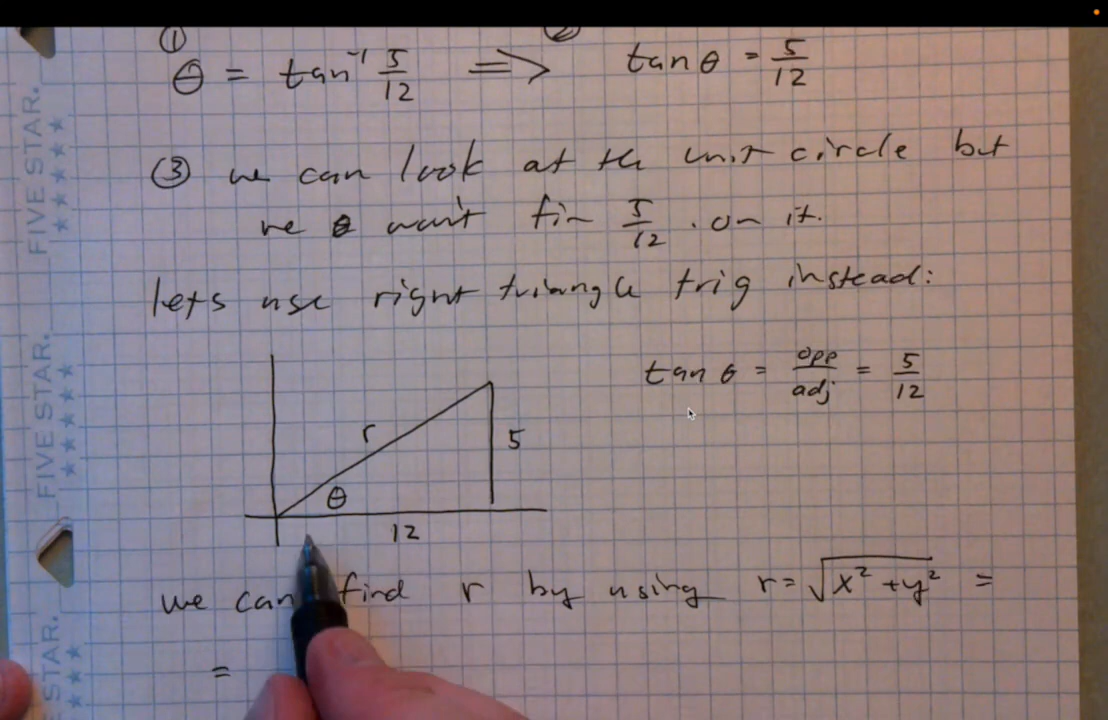 ①
θ = tan⁻¹ 5/12 ⇒ tan θ = 5/12
③ we can look at the unit circle but
we won't fin 5/12 . on it.
lets use right triangle trig instead:
tan θ = opp/adj = 5/12
r
5
θ
12
we can find r by using r = √x² + y² =
=
FIVE STAR.
FIVE STAR.
FIVE STAR.